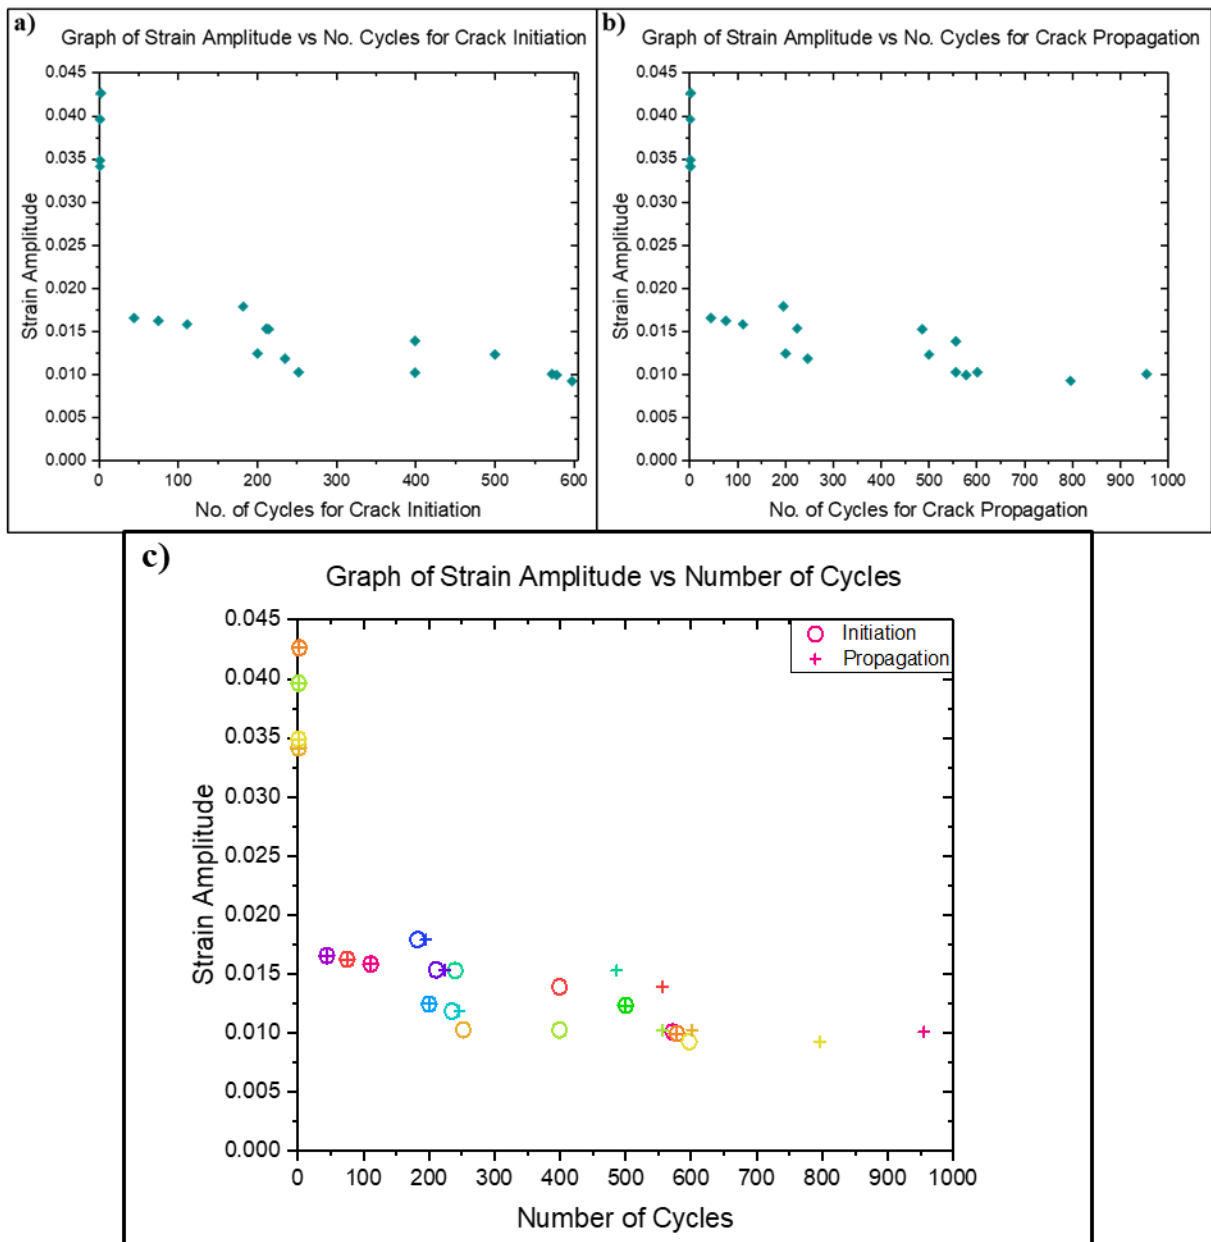 a)
Graph of Strain Amplitude vs No. Cycles for Crack Initiation
0.045
0.040
0.035
0.030
0.025
0.020
0.015
0.010
0.005
0.000
Strain Amplitude
0 100 200 300 400 500 600
No. of Cycles for Crack Initiation
b)
Graph of Strain Amplitude vs No. Cycles for Crack Propagation
0.045
0.040
0.035
0.030
0.025
0.020
0.015
0.010
0.005
0.000
Strain Amplitude
0 100 200 300 400 500 600 700 800 900 1000
No. of Cycles for Crack Propagation
c)
Graph of Strain Amplitude vs Number of Cycles
Initiation
Propagation
0.045
0.040
0.035
0.030
0.025
0.020
0.015
0.010
0.005
0.000
Strain Amplitude
0 100 200 300 400 500 600 700 800 900 1000
Number of Cycles